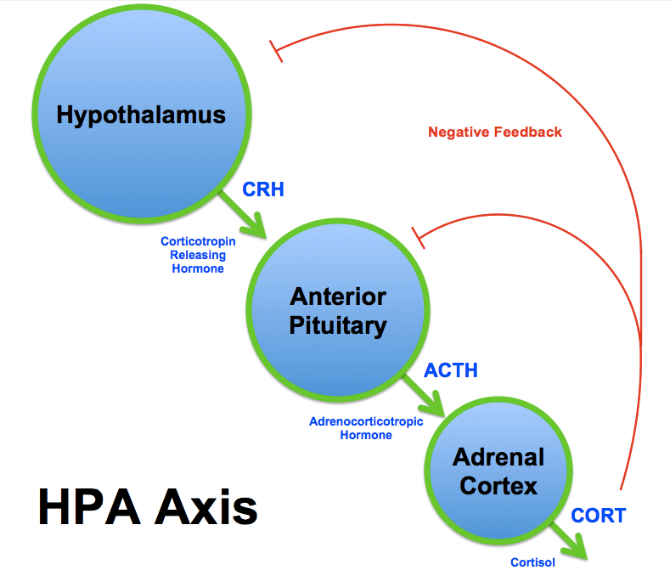 Hypothalamus
Negative Feedback
CRH
Corticotropin
Releasing
Hormone
Anterior
Pituitary
ACTH
Adrenocorticotropic
Hormone
Adrenal
Cortex
HPA Axis
CORT
Cortisol